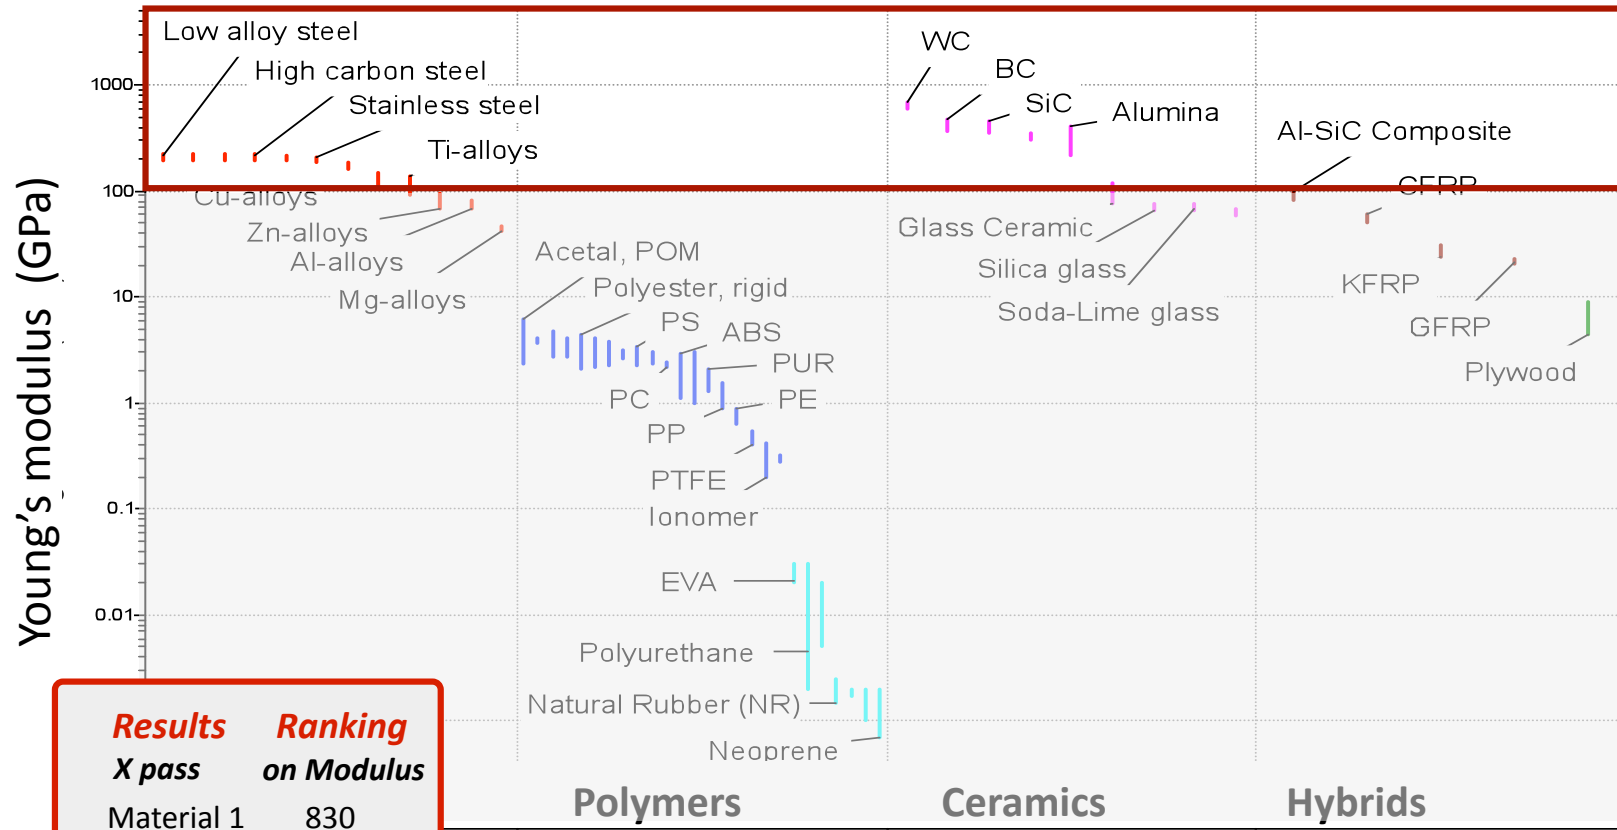 Low alloy steel
High carbon steel
Stainless steel
Ti-alloys
WC
BC
SiC
Alumina
Al-SiC Composite
CFRP
Cu-alloys
Zn-alloys
Al-alloys
Mg-alloys
Glass Ceramic
Silica glass
Soda-Lime glass
KFRP
GFRP
Plywood
Acetal, POM
Polyester, rigid
PS
ABS
PUR
PC
PE
PP
PTFE
Ionomer
EVA
Polyurethane
Natural Rubber (NR)
Neoprene
1000
100
10
1
0.1
0.01
Young's modulus (GPa)
Polymers
Ceramics
Hybrids
Results Ranking
X pass on Modulus
Material 1 830